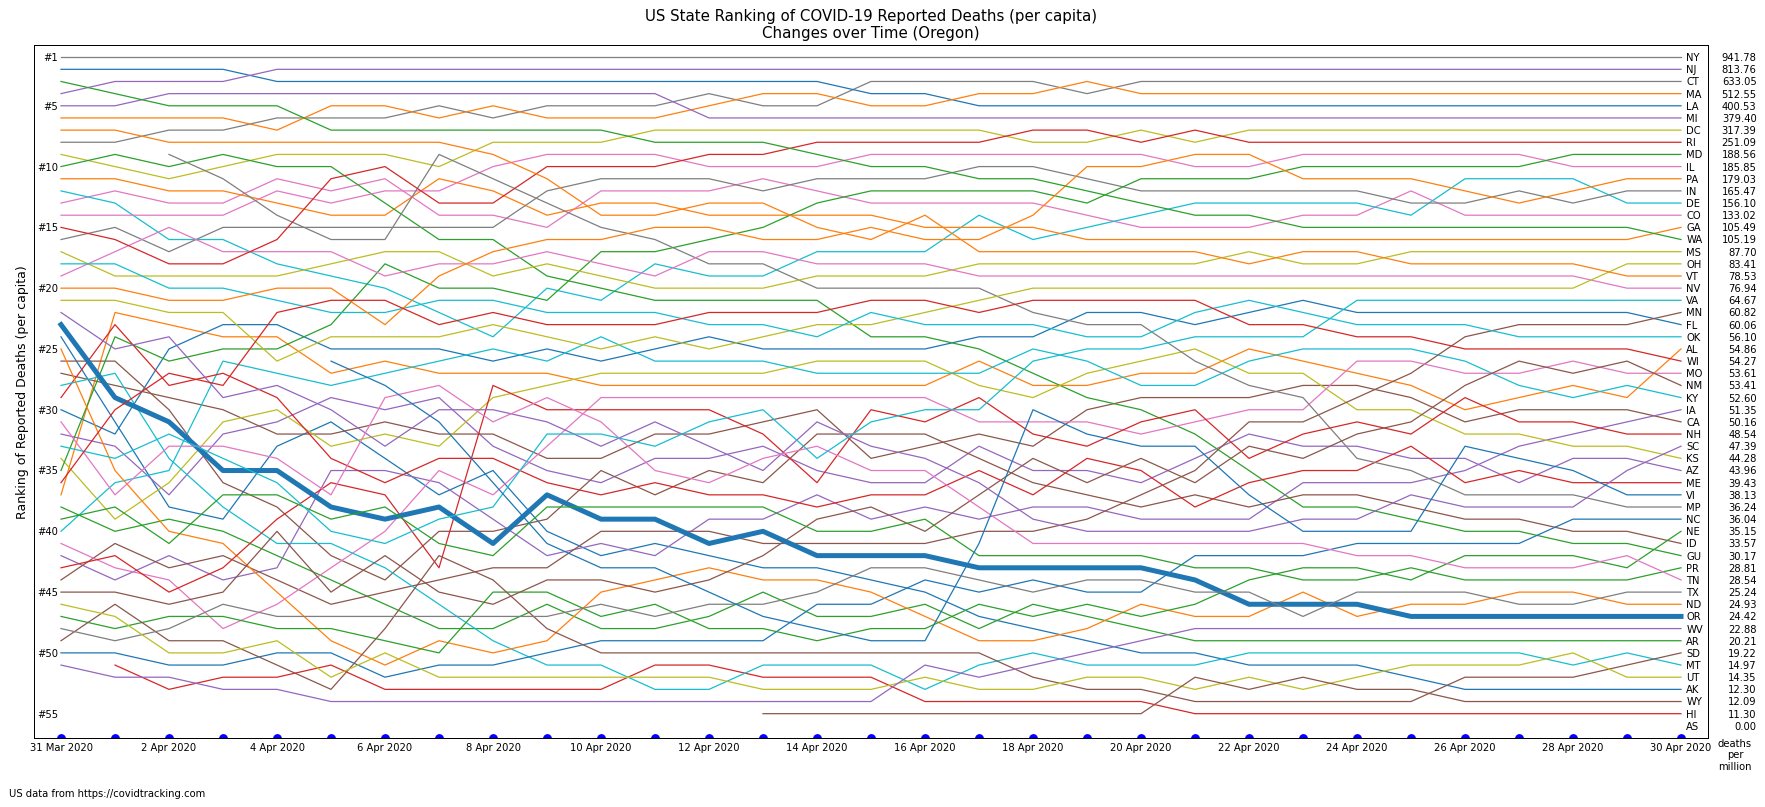 US State Ranking of COVID-19 Reported Deaths (per capita)
Changes over Time (Oregon)
Ranking of Reported Deaths (per capita)
#1
#5
#10
#15
#20
#25
#30
#35
#40
#45
#50
#55
NY 941.78
NJ 813.76
CT 633.05
MA 512.55
LA 400.53
MI 379.40
DC 317.39
RI 251.09
MD 188.56
IL 185.85
PA 179.03
IN 165.47
DE 156.10
CO 133.02
GA 105.49
WA 105.19
MS 87.70
OH 83.41
VT 78.53
NV 76.94
VA 64.67
MN 60.82
FL 60.06
OK 56.10
AL 54.86
WI 54.27
MO 53.61
NM 53.41
KY 52.60
IA 51.35
CA 50.16
NH 48.54
SC 47.39
KS 44.28
AZ 43.96
ME 39.43
VI 38.13
MP 36.24
NC 36.04
NE 35.15
ID 33.57
GU 30.17
PR 28.81
TN 28.54
TX 25.24
ND 24.93
OR 24.42
WV 22.88
AR 20.21
SD 19.22
MT 14.97
UT 14.35
AK 12.30
WY 12.09
HI 11.30
AS 0.00
31 Mar 2020
2 Apr 2020
4 Apr 2020
6 Apr 2020
8 Apr 2020
10 Apr 2020
12 Apr 2020
14 Apr 2020
16 Apr 2020
18 Apr 2020
20 Apr 2020
22 Apr 2020
24 Apr 2020
26 Apr 2020
28 Apr 2020
30 Apr 2020
deaths
per
million
US data from https://covidtracking.com